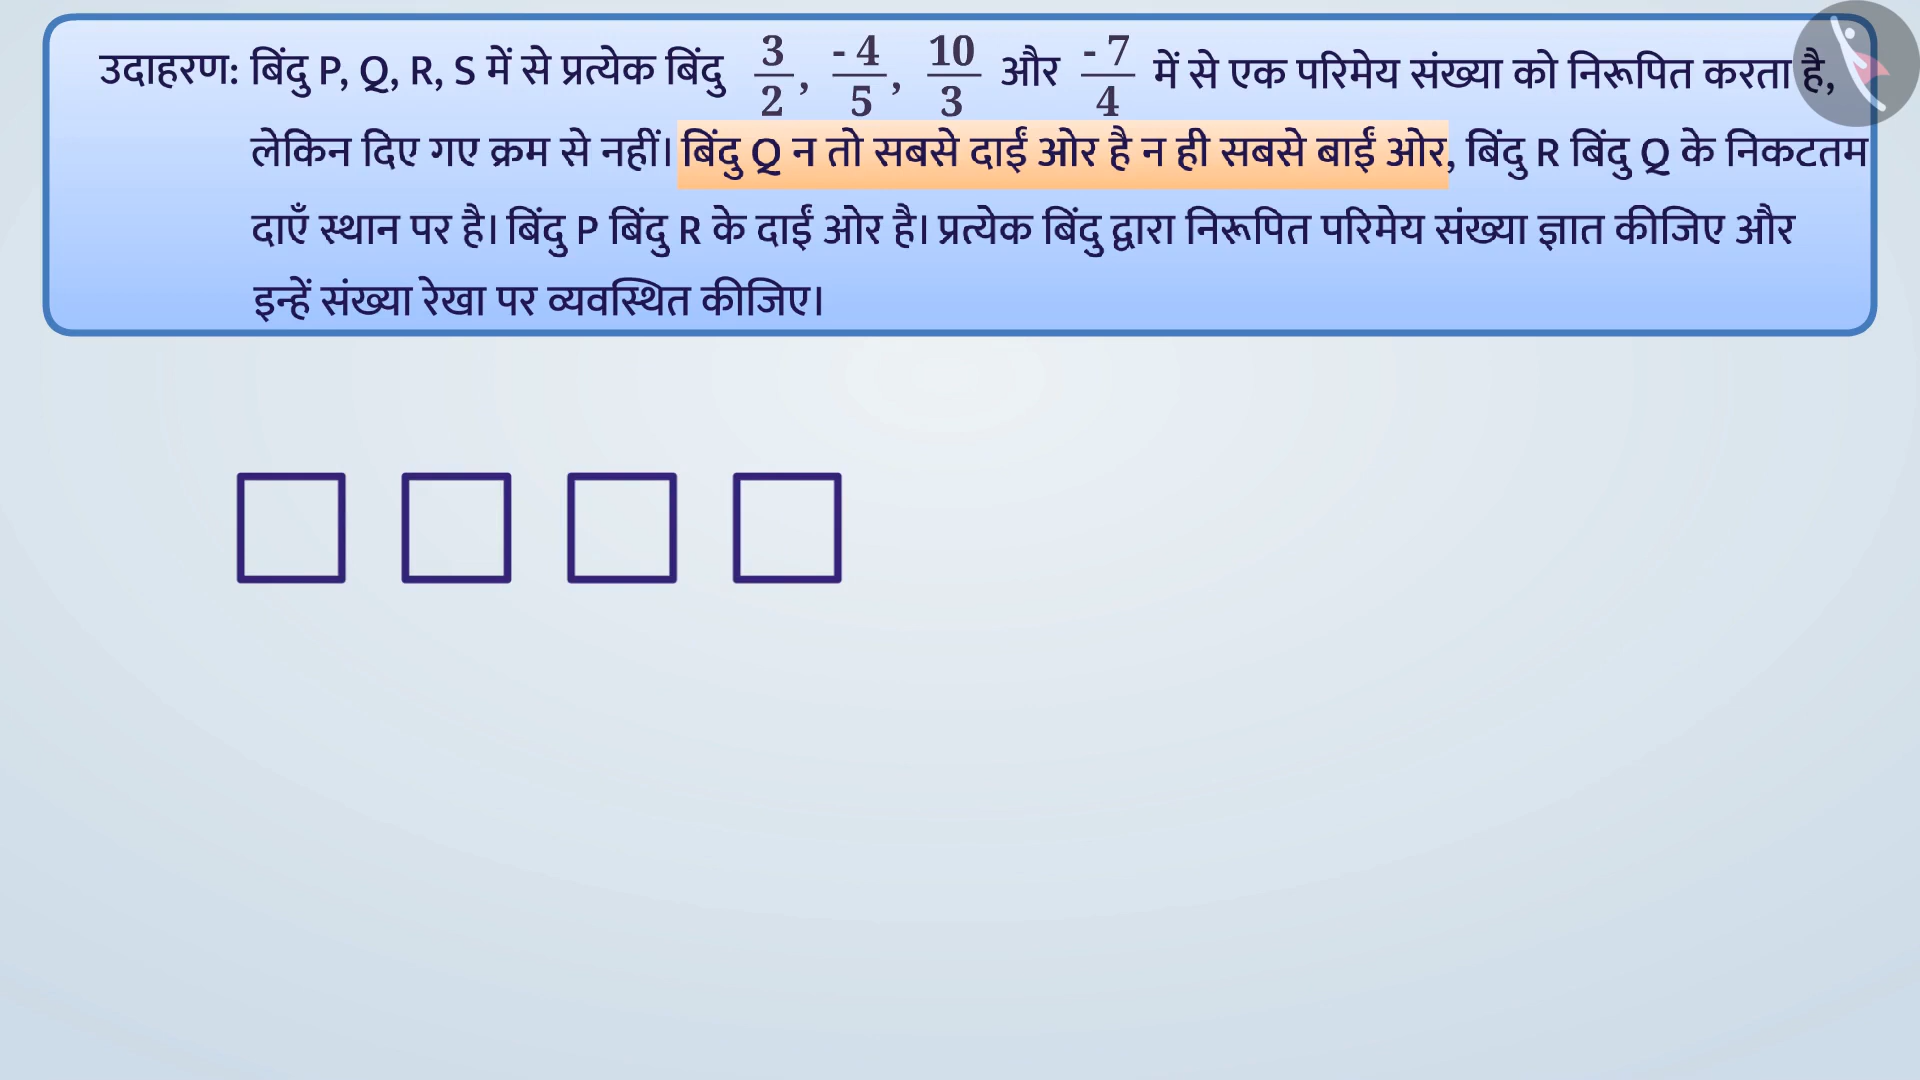 उदाहरण: बिंदु P, Q, R, S में से प्रत्येक बिंदु 3/2, -4/5, 10/3 और -7/4 में से एक परिमेय संख्या को निरूपित करता है,
लेकिन दिए गए क्रम से नहीं। बिंदु Q न तो सबसे दाईं ओर है न ही सबसे बाईं ओर, बिंदु R बिंदु Q के निकटतम
दाएँ स्थान पर है। बिंदु P बिंदु R के दाईं ओर है। प्रत्येक बिंदु द्वारा निरूपित परिमेय संख्या ज्ञात कीजिए और
इन्हें संख्या रेखा पर व्यवस्थित कीजिए।